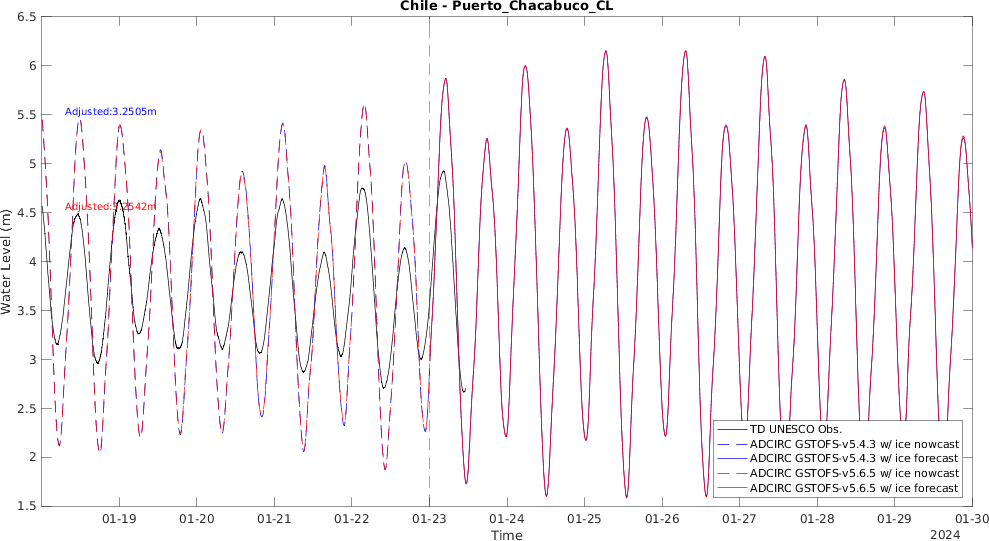 Chile - Puerto_Chacabuco_CL
6.5
6
5.5
5
4.5
4
3.5
3
2.5
2
1.5
Water Level (m)
Adjusted:3.2505m
Adjusted:3.2542m
TD UNESCO Obs.
ADCIRC GSTOFS-v5.4.3 w/ ice nowcast
ADCIRC GSTOFS-v5.4.3 w/ ice forecast
ADCIRC GSTOFS-v5.6.5 w/ ice nowcast
ADCIRC GSTOFS-v5.6.5 w/ ice forecast
01-19 01-20 01-21 01-22 01-23 01-24 01-25 01-26 01-27 01-28 01-29 01-30
Time
2024